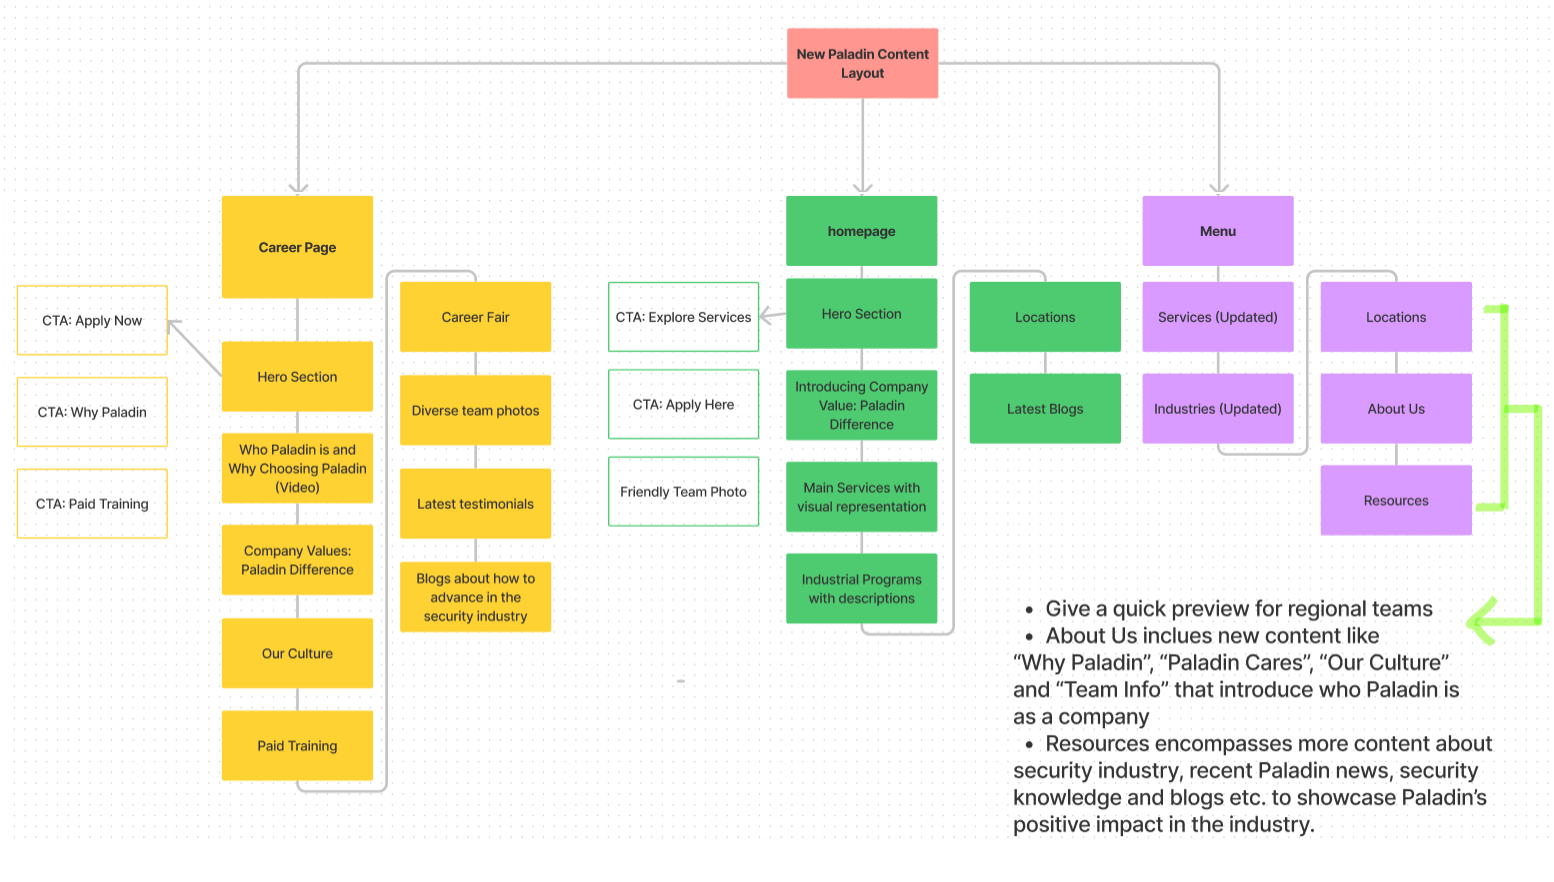 New Paladin Content
Layout
Career Page
CTA: Apply Now
Hero Section
CTA: Why Paladin
Who Paladin is and
Why Choosing Paladin
(Video)
CTA: Paid Training
Company Values:
Paladin Difference
Our Culture
Paid Training
Career Fair
Diverse team photos
Latest testimonials
Blogs about how to
advance in the
security industry
homepage
CTA: Explore Services
Hero Section
CTA: Apply Here
Introducing Company
Value: Paladin
Difference
Friendly Team Photo
Main Services with
visual representation
Industrial Programs
with descriptions
Locations
Latest Blogs
Menu
Services (Updated)
Industries (Updated)
Locations
About Us
Resources
• Give a quick preview for regional teams
• About Us inclues new content like
“Why Paladin”, “Paladin Cares”, “Our Culture”
and “Team Info” that introduce who Paladin is
as a company
• Resources encompasses more content about
security industry, recent Paladin news, security
knowledge and blogs etc. to showcase Paladin’s
positive impact in the industry.